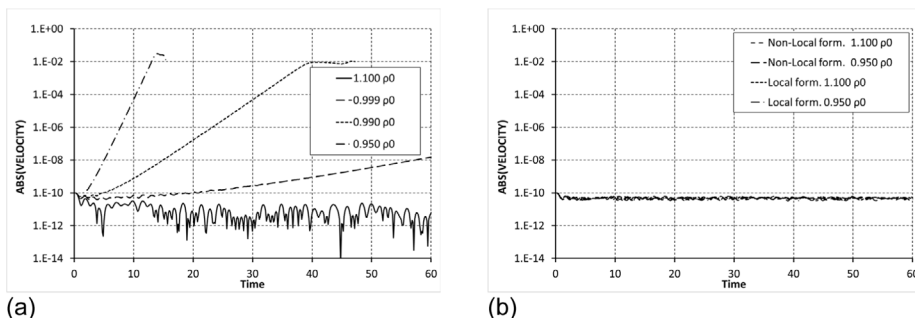 1.E+00
1.E-02
1.E-04
1.E-06
1.E-08
1.E-10
1.E-12
1.E-14
ABS(VELOCITY)
0 10 20 30 40 50 60
Time
1.100 ρ0
0.999 ρ0
0.990 ρ0
0.950 ρ0
(a)
1.E+00
1.E-02
1.E-04
1.E-06
1.E-08
1.E-10
1.E-12
1.E-14
ABS(VELOCITY)
0 10 20 30 40 50 60
Time
Non-Local form. 1.100 ρ0
Non-Local form. 0.950 ρ0
Local form. 1.100 ρ0
Local form. 0.950 ρ0
(b)